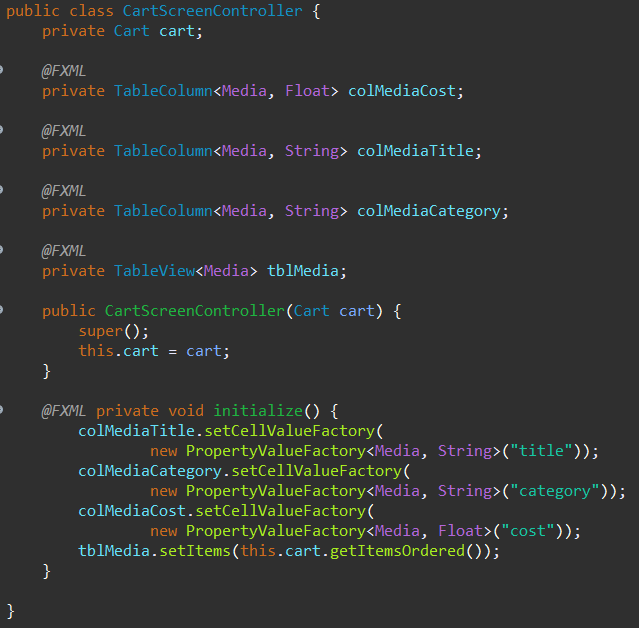 public class CartScreenController {
    private Cart cart;

    @FXML
    private TableColumn<Media, Float> colMediaCost;

    @FXML
    private TableColumn<Media, String> colMediaTitle;

    @FXML
    private TableColumn<Media, String> colMediaCategory;

    @FXML
    private TableView<Media> tblMedia;

    public CartScreenController(Cart cart) {
        super();
        this.cart = cart;
    }

    @FXML private void initialize() {
        colMediaTitle.setCellValueFactory(
                new PropertyValueFactory<Media, String>("title"));
        colMediaCategory.setCellValueFactory(
                new PropertyValueFactory<Media, String>("category"));
        colMediaCost.setCellValueFactory(
                new PropertyValueFactory<Media, Float>("cost"));
        tblMedia.setItems(this.cart.getItemsOrdered());
    }

}